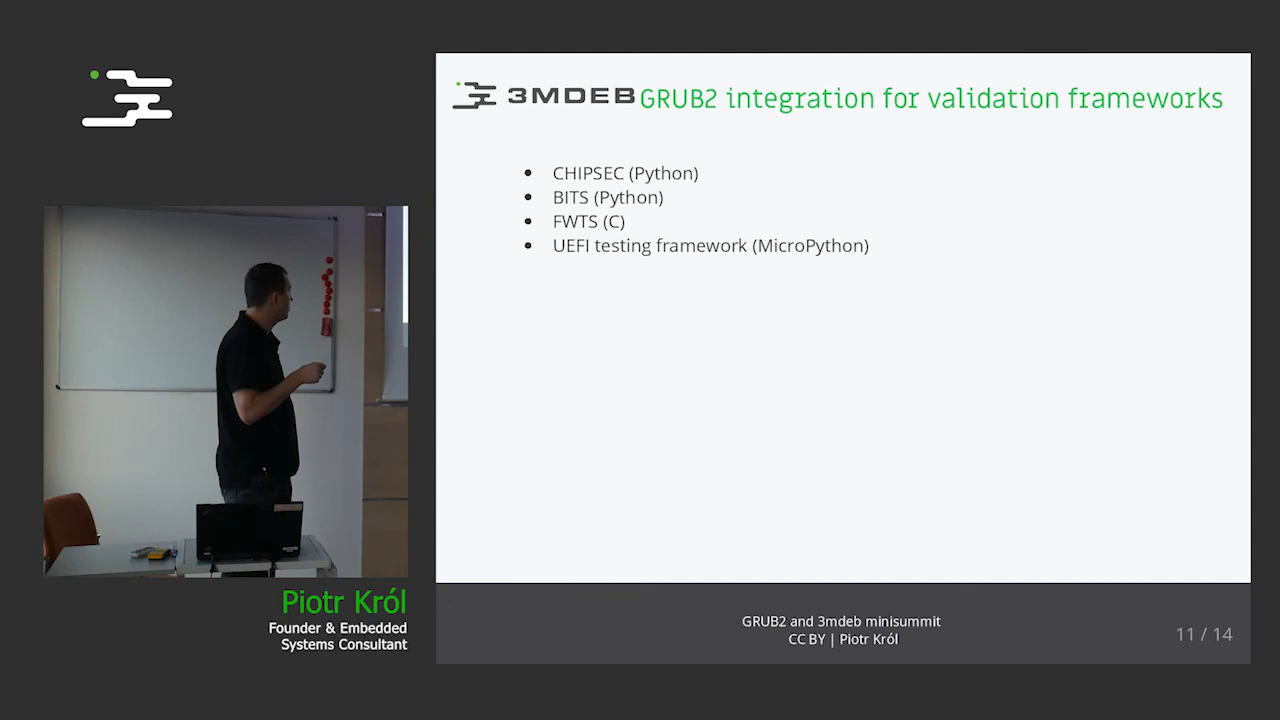 3MDEB GRUB2 integration for validation frameworks
• CHIPSEC (Python)
• BITS (Python)
• FWTS (C)
• UEFI testing framework (MicroPython)
Piotr Król
Founder & Embedded
Systems Consultant
GRUB2 and 3mdeb minisummit
CC BY | Piotr Król
11 / 14